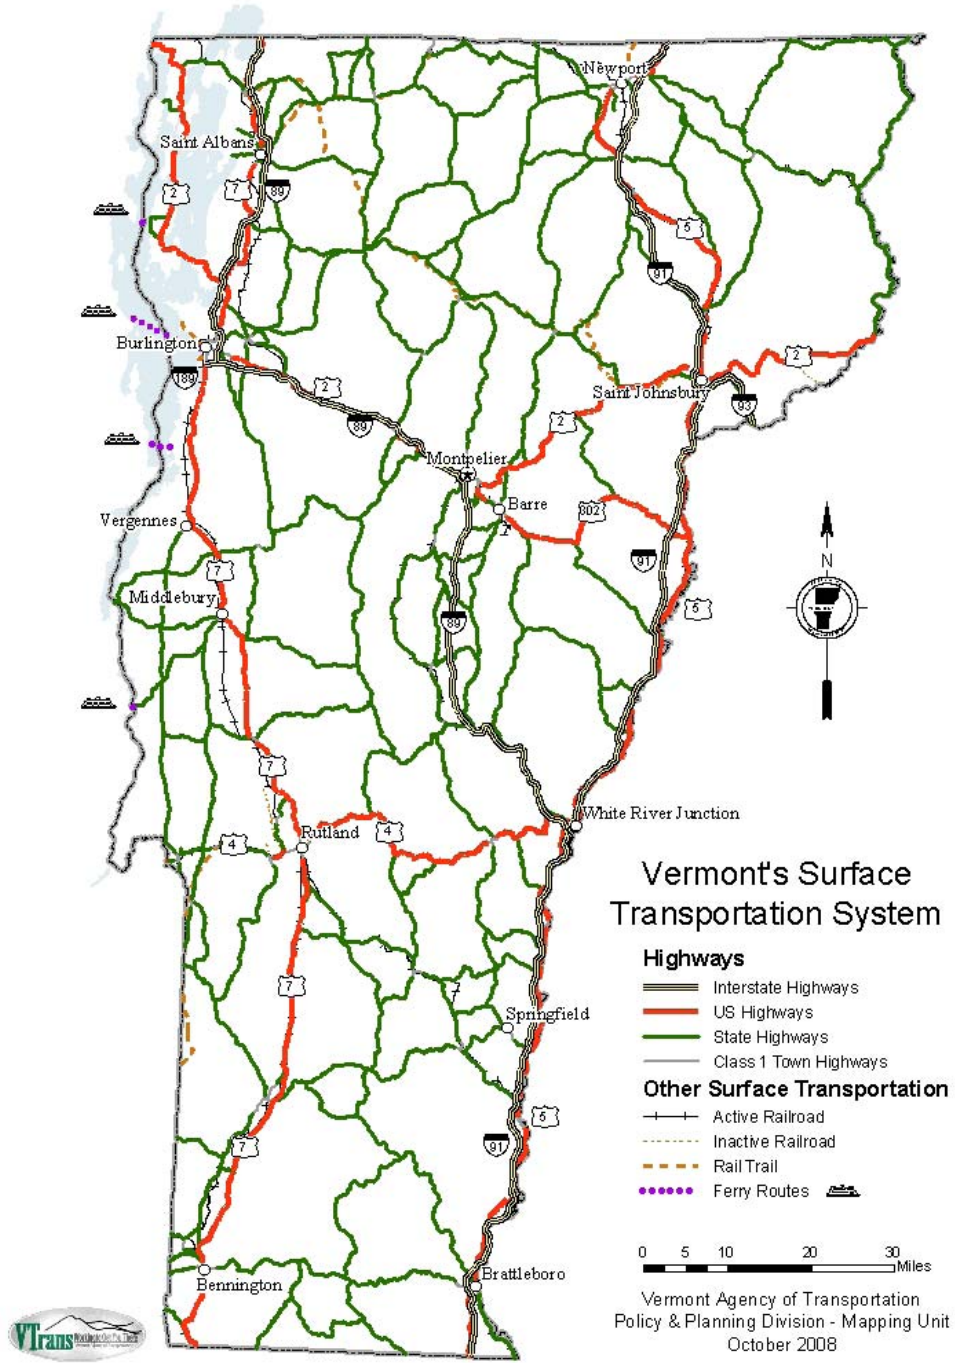 Newport
Saint Albans
2
7
89
5
91
Burlington
189
2
2
Saint Johnsbury
93
2
89
Montpelier
Barre
302
Vergennes
91
7
5
Middlebury
89
N
7
White River Junction
Rutland
4
4
Vermont's Surface
Transportation System
Highways
Interstate Highways
US Highways
State Highways
Class 1 Town Highways
Other Surface Transportation
Active Railroad
Inactive Railroad
Rail Trail
Ferry Routes
7
Springfield
5
91
7
0 5 10 20 30
Miles
Bennington
Brattleboro
Vermont Agency of Transportation
Policy & Planning Division - Mapping Unit
October 2008
VTrans